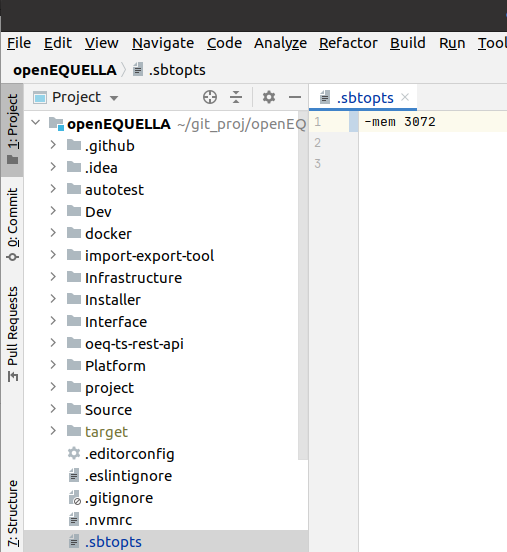 File Edit View Navigate Code Analyze Refactor Build Run Tool
openEQUELLA .sbtopts
1: Project
0: Commit
Pull Requests
7: Structure
Project
openEQUELLA ~/git_proj/openEQ
.github
.idea
autotest
Dev
docker
import-export-tool
Infrastructure
Installer
Interface
oeq-ts-rest-api
Platform
project
Source
target
.editorconfig
.eslintignore
.gitignore
.nvmrc
.sbtopts
.sbtopts
1 -mem 3072
2
3